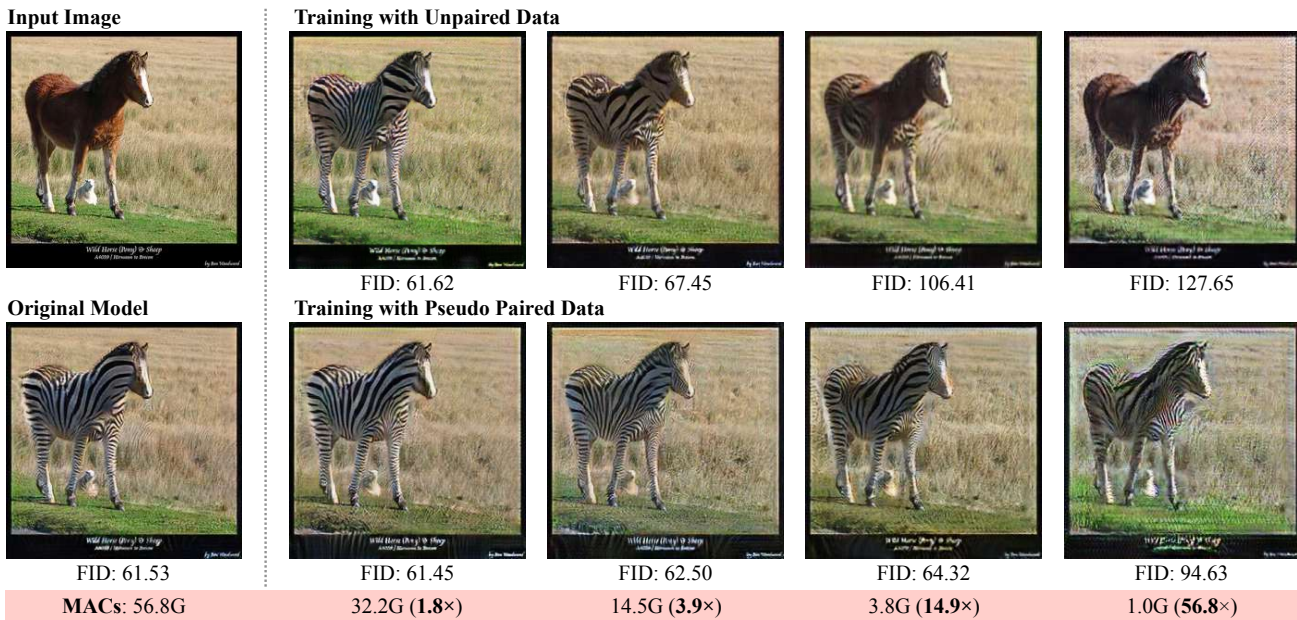 Input Image
Training with Unpaired Data
Wild Horse (Pony) & Sheep
by Ben
FID: 61.62
FID: 67.45
FID: 106.41
FID: 127.65
Original Model
Training with Pseudo Paired Data
FID: 61.53
FID: 61.45
FID: 62.50
FID: 64.32
FID: 94.63
MACs: 56.8G
32.2G (1.8×)
14.5G (3.9×)
3.8G (14.9×)
1.0G (56.8×)